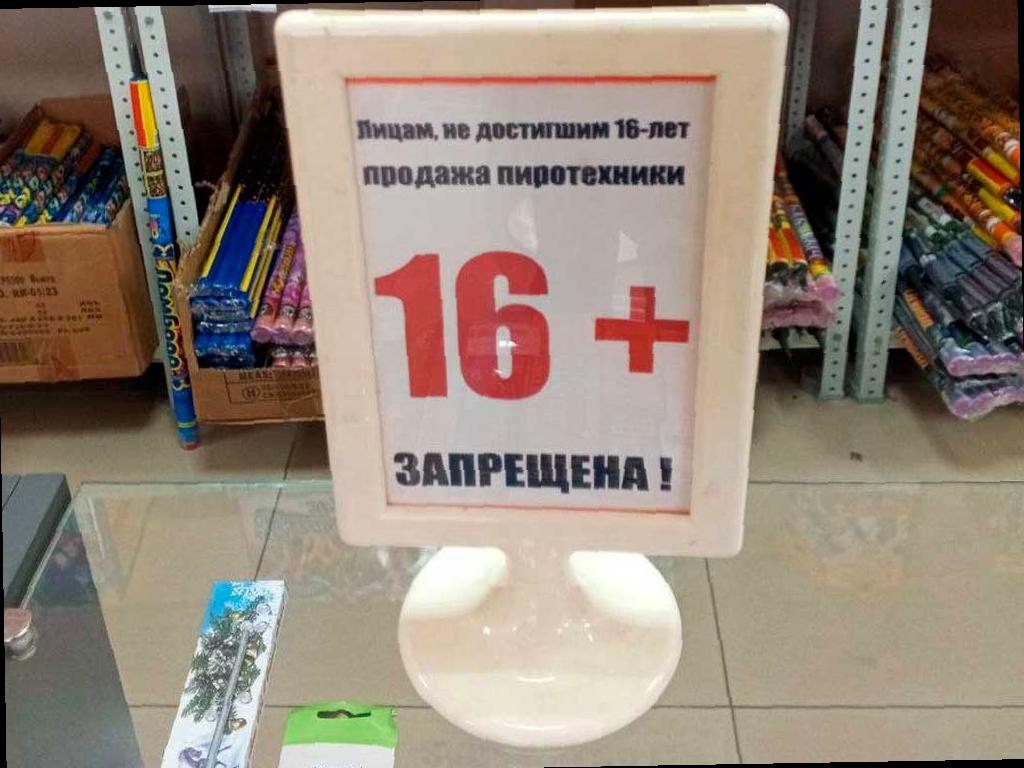 Лицам, не достигшим 16-лет
продажа пиротехники
16 +
ЗАПРЕЩЕНА !